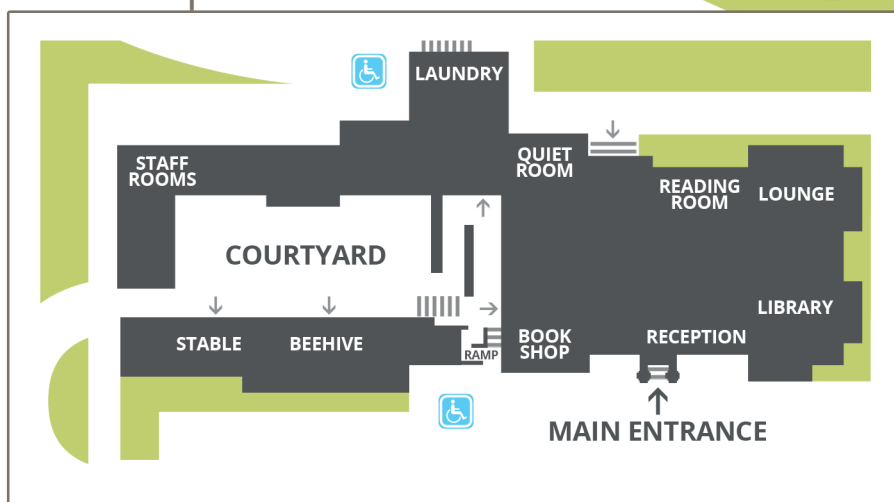 LAUNDRY
STAFF
ROOMS
QUIET
ROOM
READING
ROOM
LOUNGE
COURTYARD
LIBRARY
STABLE
BEEHIVE
RAMP
BOOK
SHOP
RECEPTION
MAIN ENTRANCE